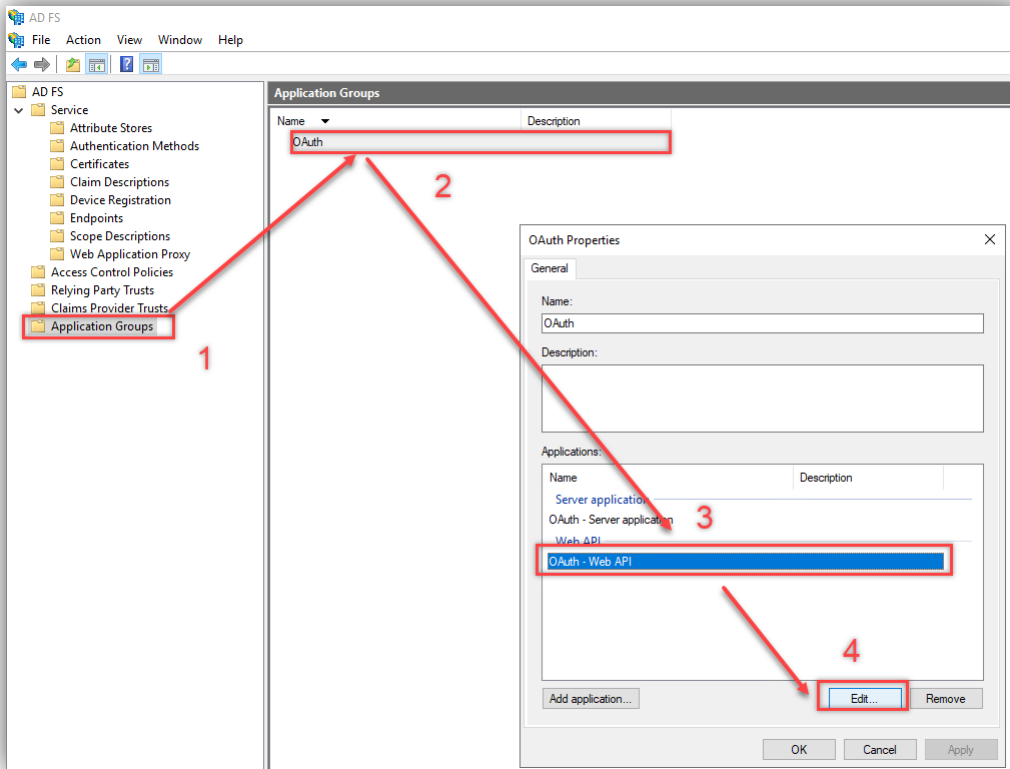 AD FS
File Action View Window Help
AD FS
Service
Attribute Stores
Authentication Methods
Certificates
Claim Descriptions
Device Registration
Endpoints
Scope Descriptions
Web Application Proxy
Access Control Policies
Relying Party Trusts
Claims Provider Trusts
Application Groups
1
Application Groups
Name Description
OAuth
2
OAuth Properties
General
Name:
OAuth
Description:
Applications:
Name Description
Server application
OAuth - Server application
3
Web API
OAuth - Web API
4
Add application... Edit... Remove
OK Cancel Apply